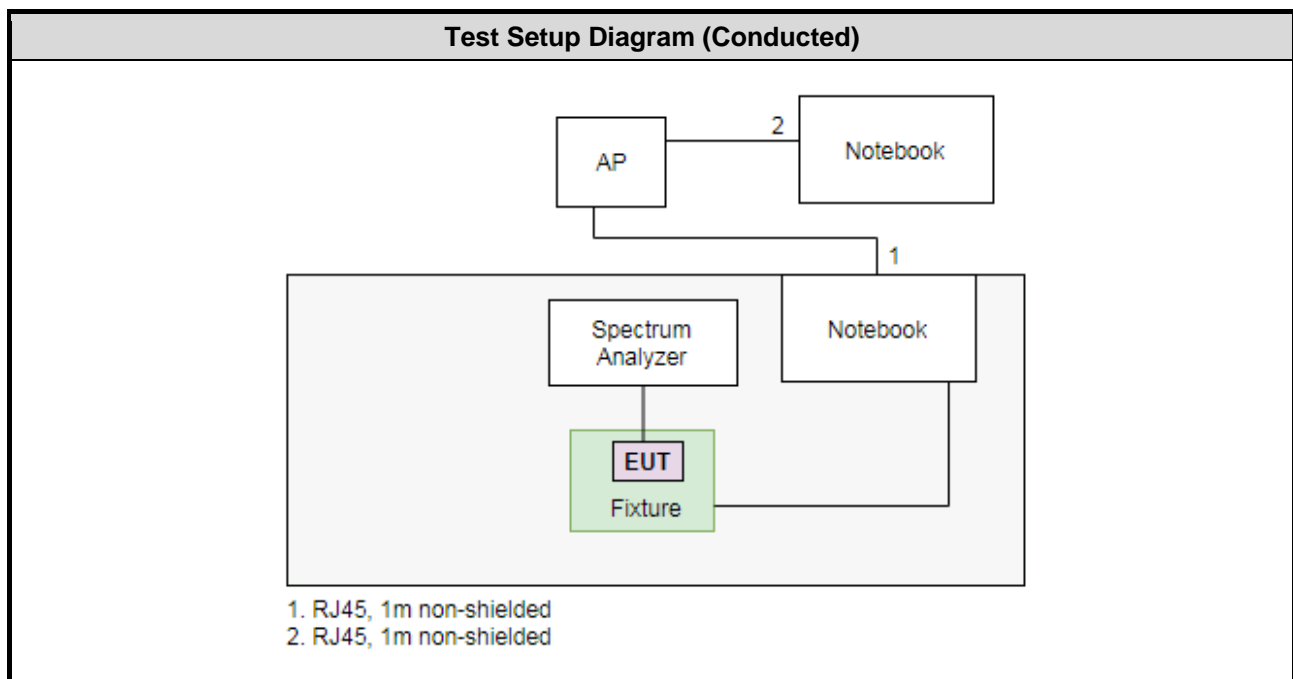 Test Setup Diagram (Conducted)
2
AP
Notebook
1
Spectrum
Analyzer
Notebook
EUT
Fixture
1. RJ45, 1m non-shielded
2. RJ45, 1m non-shielded